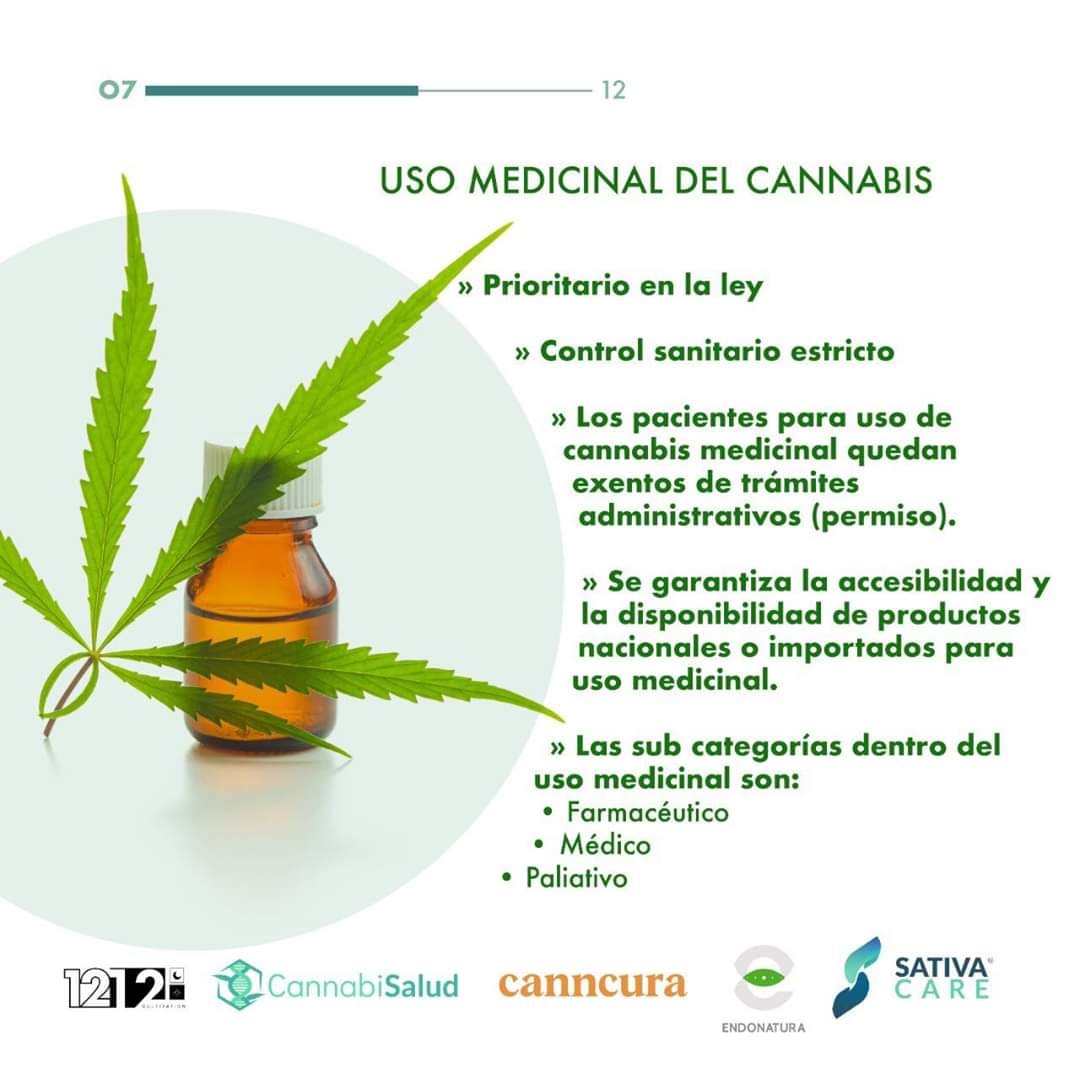 07 12
USO MEDICINAL DEL CANNABIS
» Prioritario en la ley
» Control sanitario estricto
» Los pacientes para uso de
cannabis medicinal quedan
exentos de trámites
administrativos (permiso).
» Se garantiza la accesibilidad y
la disponibilidad de productos
nacionales o importados para
uso medicinal.
» Las sub categorías dentro del
uso medicinal son:
• Farmacéutico
• Médico
• Paliativo
1212
CULTIVATION
CannabiSalud
canncura
ENDONATURA
SATIVA®
CARE